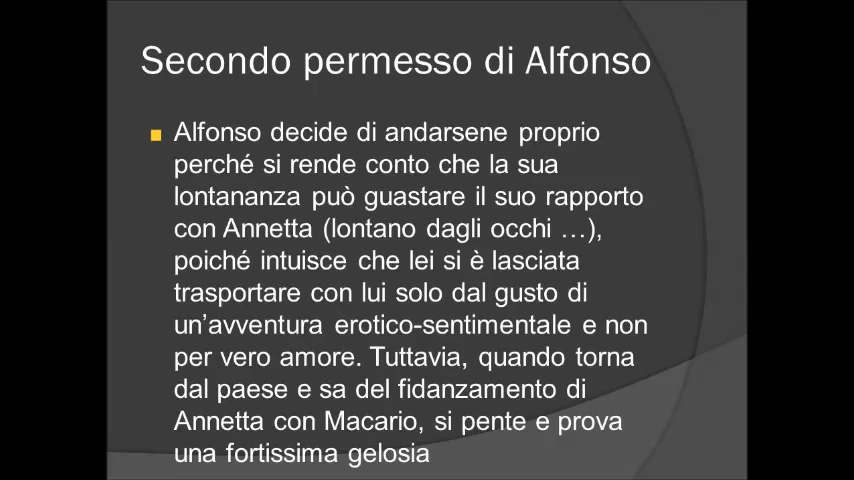 Secondo permesso di Alfonso
Alfonso decide di andarsene proprio
perché si rende conto che la sua
lontananza può guastare il suo rapporto
con Annetta (lontano dagli occhi …),
poiché intuisce che lei si è lasciata
trasportare con lui solo dal gusto di
un’avventura erotico-sentimentale e non
per vero amore. Tuttavia, quando torna
dal paese e sa del fidanzamento di
Annetta con Macario, si pente e prova
una fortissima gelosia